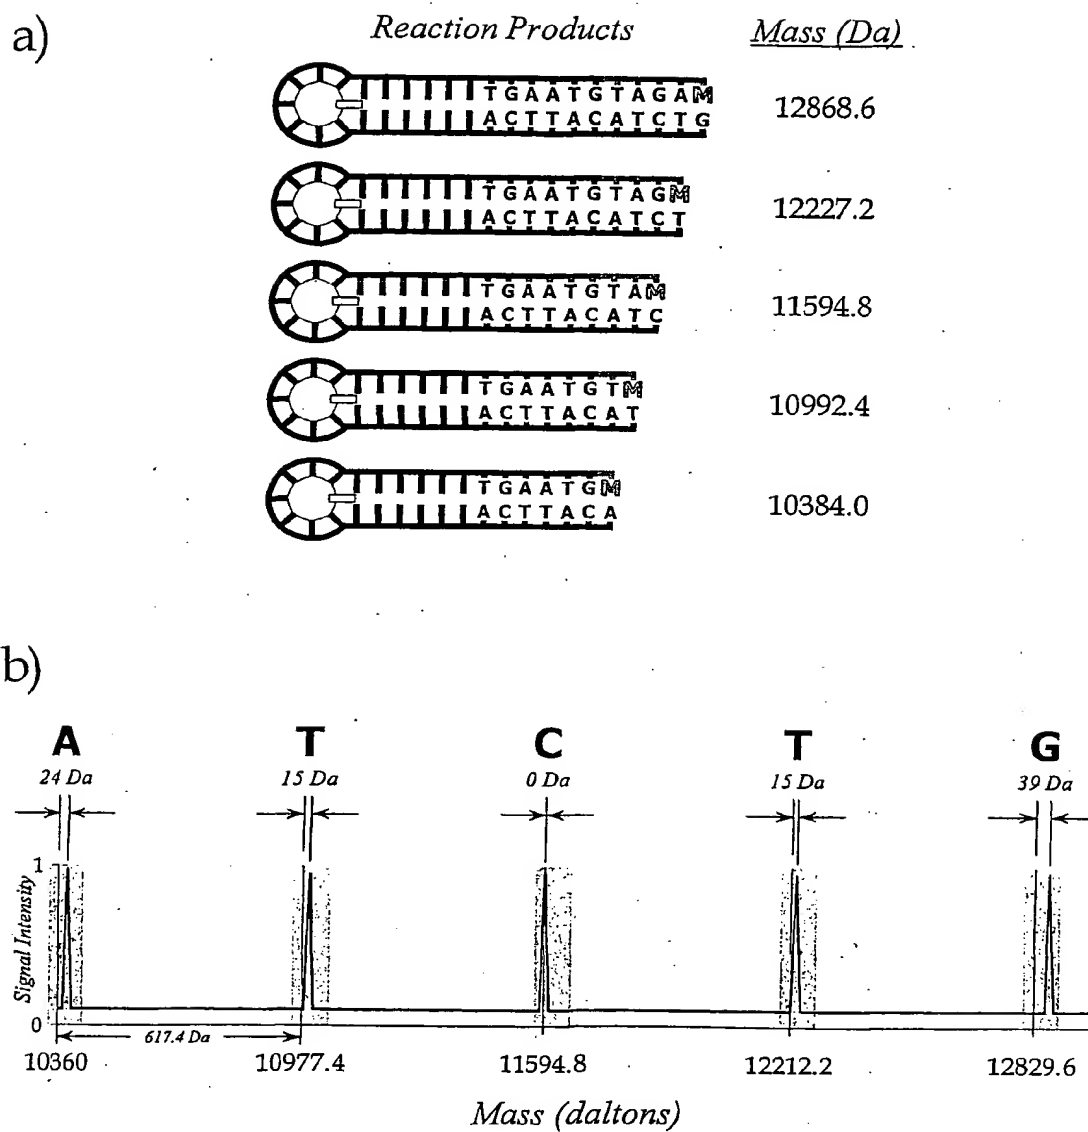 a)
Reaction Products
Mass (Da)
TGAATGTAGAM
ACTTACATCTG
12868.6
TGAATGTAGM
ACTTACATCT
12227.2
TGAATGTAM
ACTTACATC
11594.8
TGAATGTM
ACTTACAT
10992.4
TGAATGM
ACTTACA
10384.0
b)
A T C T G
24 Da 15 Da 0 Da 15 Da 39 Da
1
Signal Intensity
0
617.4 Da
10360 10977.4 11594.8 12212.2 12829.6
Mass (daltons)